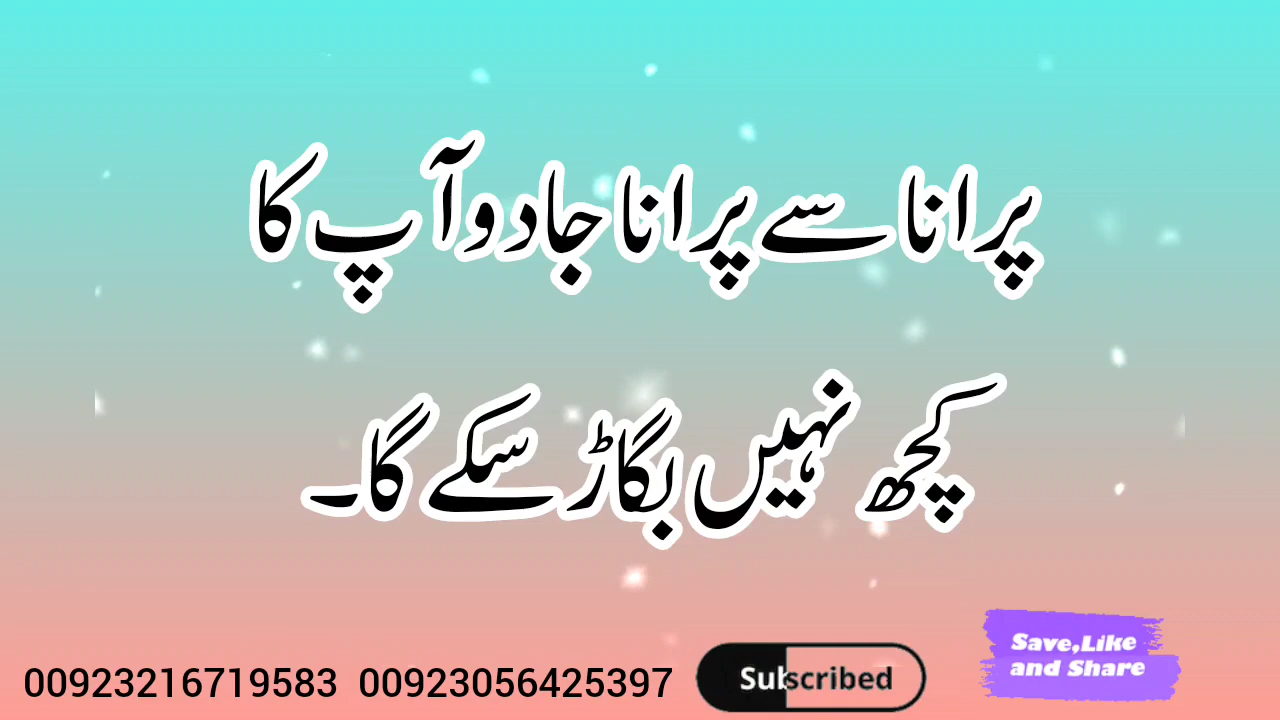 پرانا سے پرانا جادو آپ کا
کچھ نہیں بگاڑ سکے گا۔
00923216719583 00923056425397
Subscribed
Save,Like
and Share